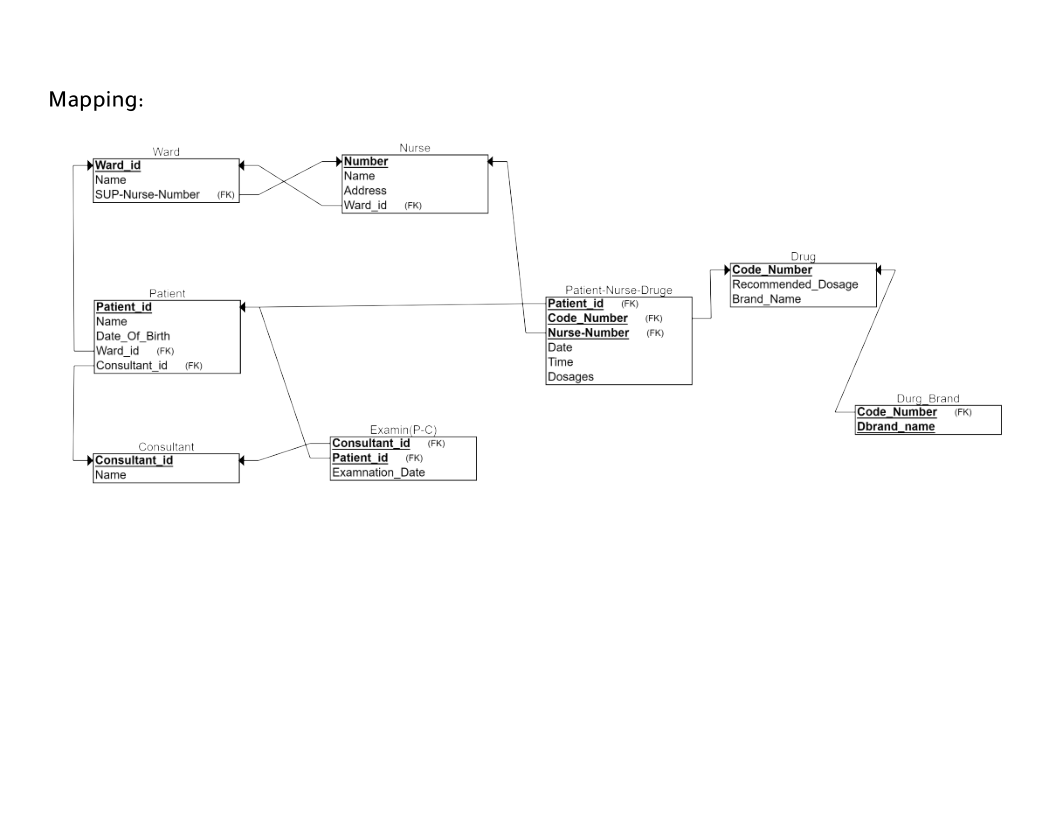 Mapping:
Ward
Ward_id
Name
SUP-Nurse-Number (FK)
Nurse
Number
Name
Address
Ward_id (FK)
Patient
Patient_id
Name
Date_Of_Birth
Ward_id (FK)
Consultant_id (FK)
Patient-Nurse-Druge
Patient_id (FK)
Code_Number (FK)
Nurse-Number (FK)
Date
Time
Dosages
Drug
Code_Number
Recommended_Dosage
Brand_Name
Durg_Brand
Code_Number (FK)
Dbrand_name
Consultant
Consultant_id
Name
Examin(P-C)
Consultant_id (FK)
Patient_id (FK)
Examnation_Date